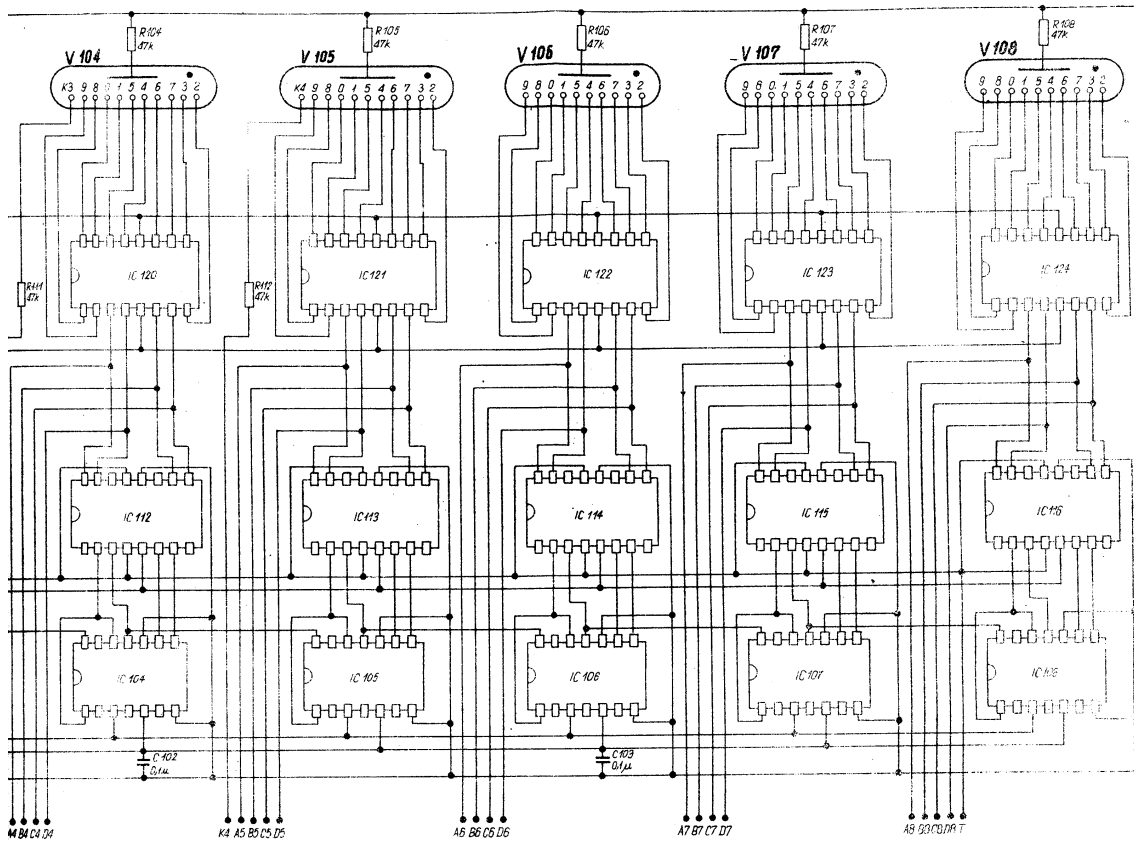 R104 47k
R105 47k
R106 47k
R107 47k
R108 47k
V 104
V 105
V 106
V 107
V 108
K3 9 8 0 1 5 4 6 7 3 2
K4 9 8 0 1 5 4 6 7 3 2
9 8 0 1 5 4 6 7 3 2
9 8 0 1 5 4 6 7 3 2
9 8 0 1 5 4 6 7 3 2
IC 120
IC 121
IC 122
IC 123
IC 124
R111 47k
R112 47k
IC 112
IC 113
IC 114
IC 115
IC 116
IC 104
IC 105
IC 106
IC 107
C 102 0,1µ
C 103 0,1µ
A4 B4 C4 D4
K4 A5 B5 C5 D5
A6 B6 C6 D6
A7 B7 C7 D7
A8 B8 C8 D8 T